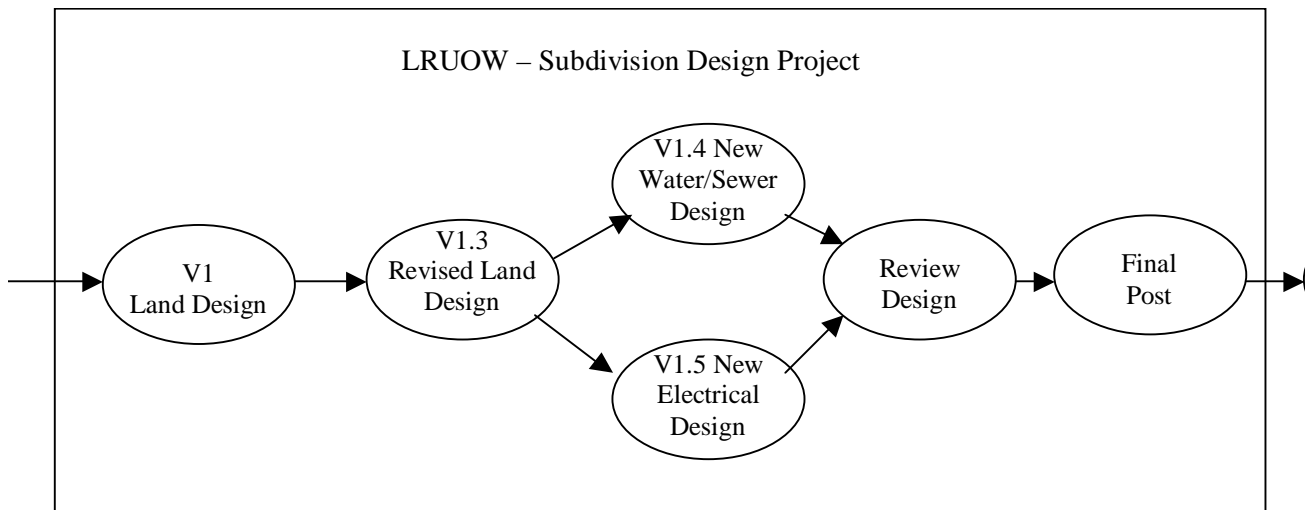 LRUOW – Subdivision Design Project
V1
Land Design
V1.3
Revised Land
Design
V1.4 New
Water/Sewer
Design
V1.5 New
Electrical
Design
Review
Design
Final
Post